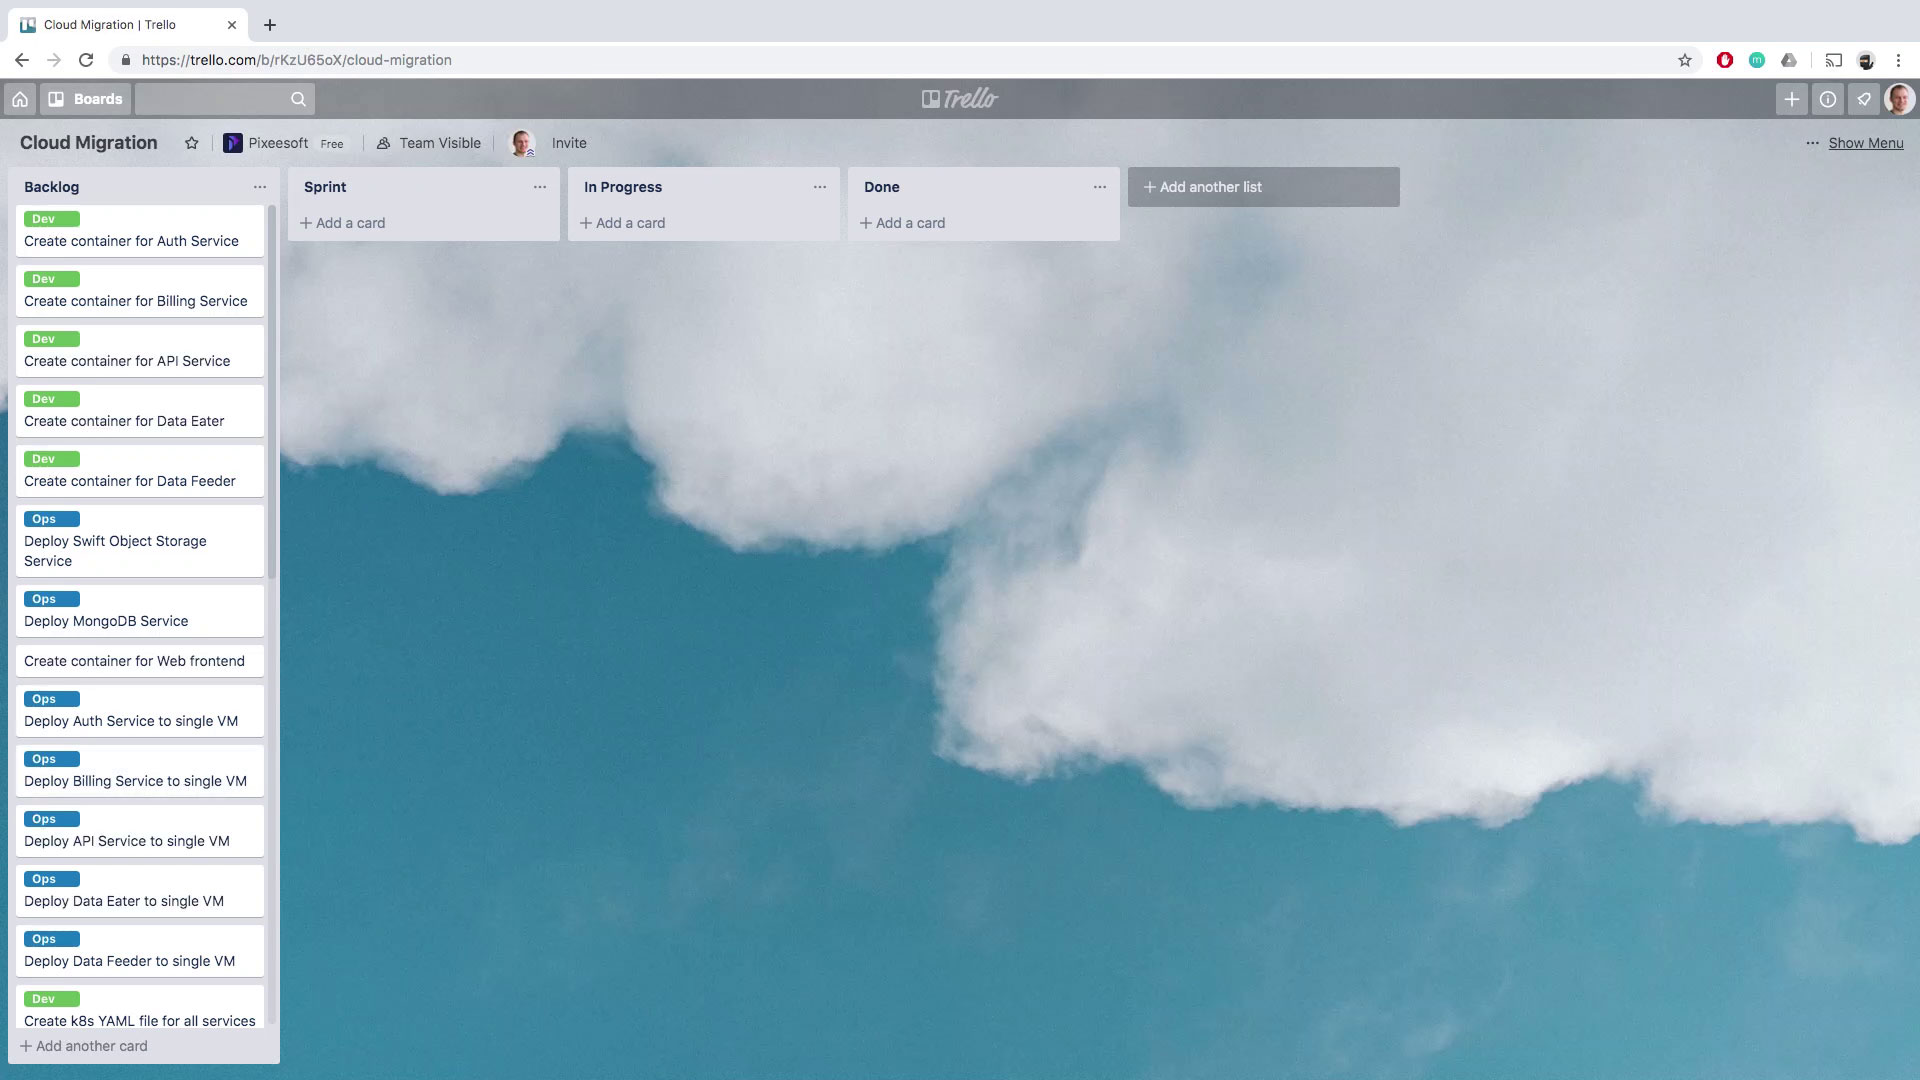 Cloud Migration | Trello
https://trello.com/b/rKzU65oX/cloud-migration
Boards
Trello
Cloud Migration
Pixeesoft Free
Team Visible
Invite
Show Menu
Backlog
Dev
Create container for Auth Service
Dev
Create container for Billing Service
Dev
Create container for API Service
Dev
Create container for Data Eater
Dev
Create container for Data Feeder
Ops
Deploy Swift Object Storage
Service
Ops
Deploy MongoDB Service
Create container for Web frontend
Ops
Deploy Auth Service to single VM
Ops
Deploy Billing Service to single VM
Ops
Deploy API Service to single VM
Ops
Deploy Data Eater to single VM
Ops
Deploy Data Feeder to single VM
Dev
Create k8s YAML file for all services
+ Add another card
Sprint
+ Add a card
In Progress
+ Add a card
Done
+ Add a card
+ Add another list